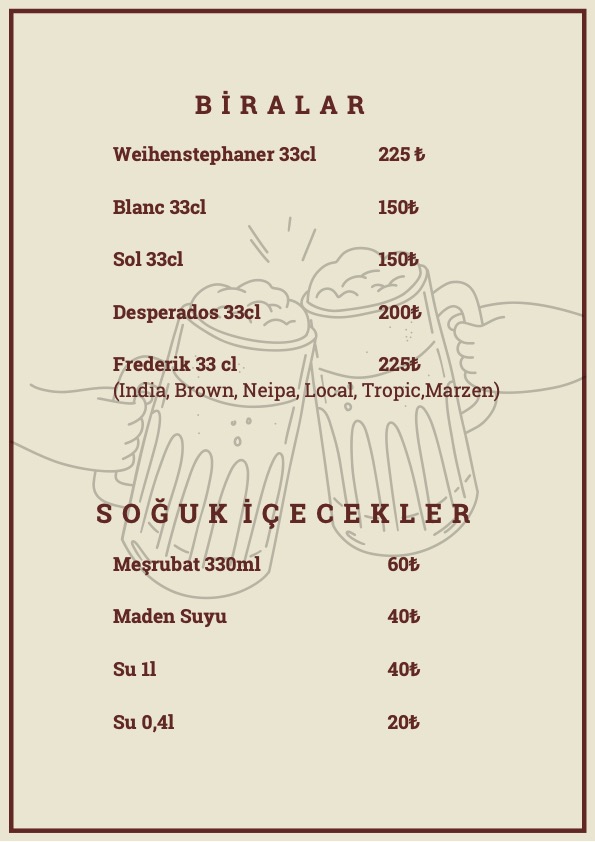 BİRALAR
Weihenstephaner 33cl 225 ₺
Blanc 33cl 150₺
Sol 33cl 150₺
Desperados 33cl 200₺
Frederik 33 cl 225₺
(India, Brown, Neipa, Local, Tropic,Marzen)
SOĞUK İÇECEKLER
Meşrubat 330ml 60₺
Maden Suyu 40₺
Su 1l 40₺
Su 0,4l 20₺